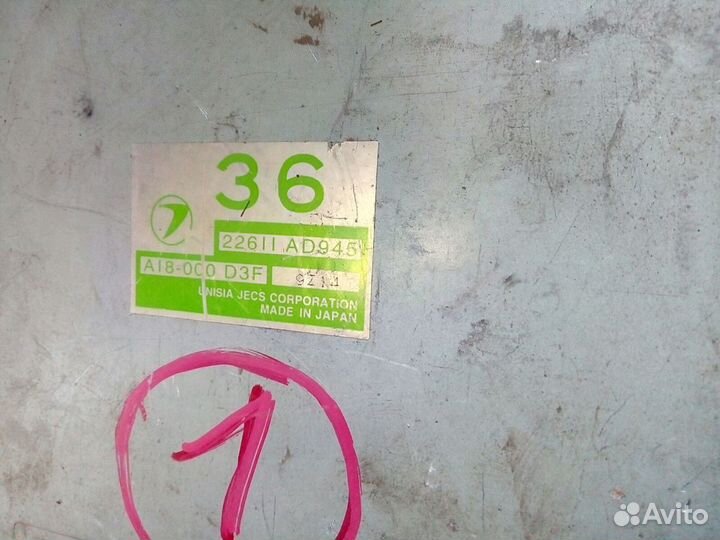 36
22611 AD945
A18-000 D3F
UNISIA JECS CORPORATION
MADE IN JAPAN
1
Avito